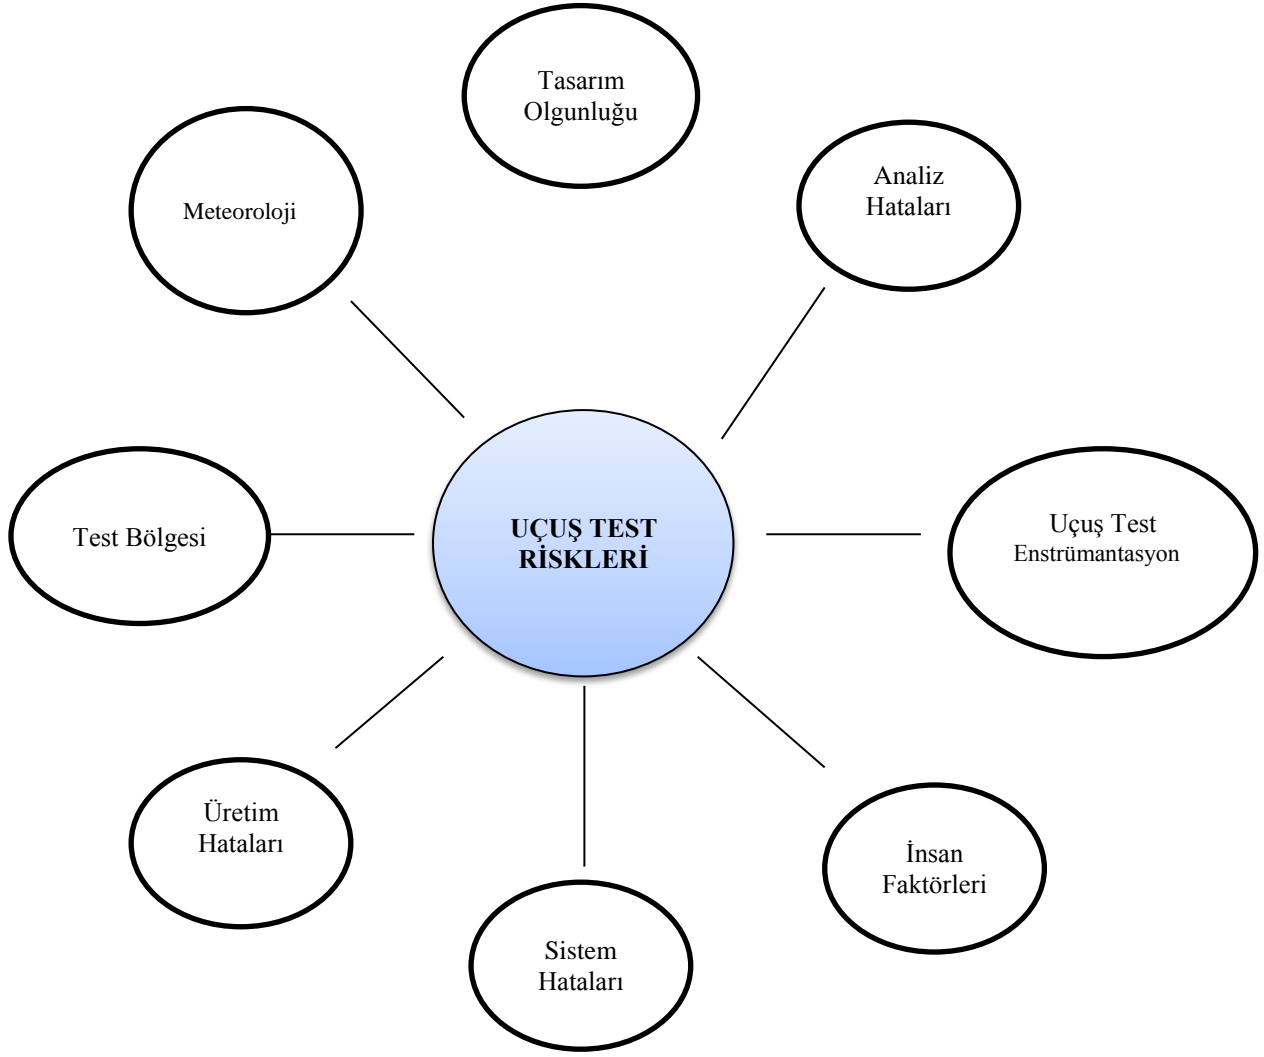 Tasarım
Olgunluğu
Analiz
Hataları
Meteoroloji
UÇUŞ TEST
RİSKLERİ
Uçuş Test
Enstrümantasyon
Test Bölgesi
Üretim
Hataları
İnsan
Faktörleri
Sistem
Hataları